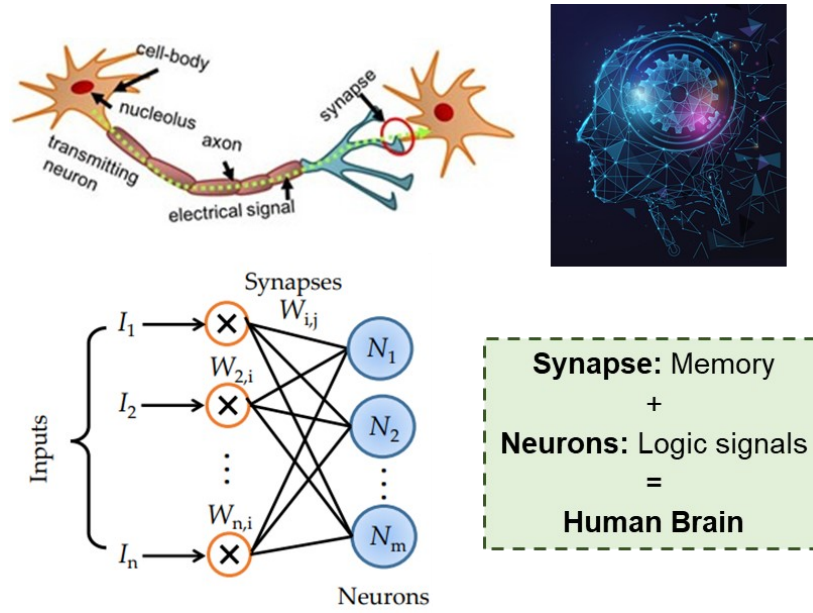 cell-body
nucleolus
axon
synapse
transmitting
neuron
electrical signal
Synapses
W_{i,j}
I_1
N_1
W_{2,i}
I_2
N_2
Inputs
⋮
⋮
W_{n,i}
I_n
N_m
Neurons
Synapse: Memory
+
Neurons: Logic signals
=
Human Brain